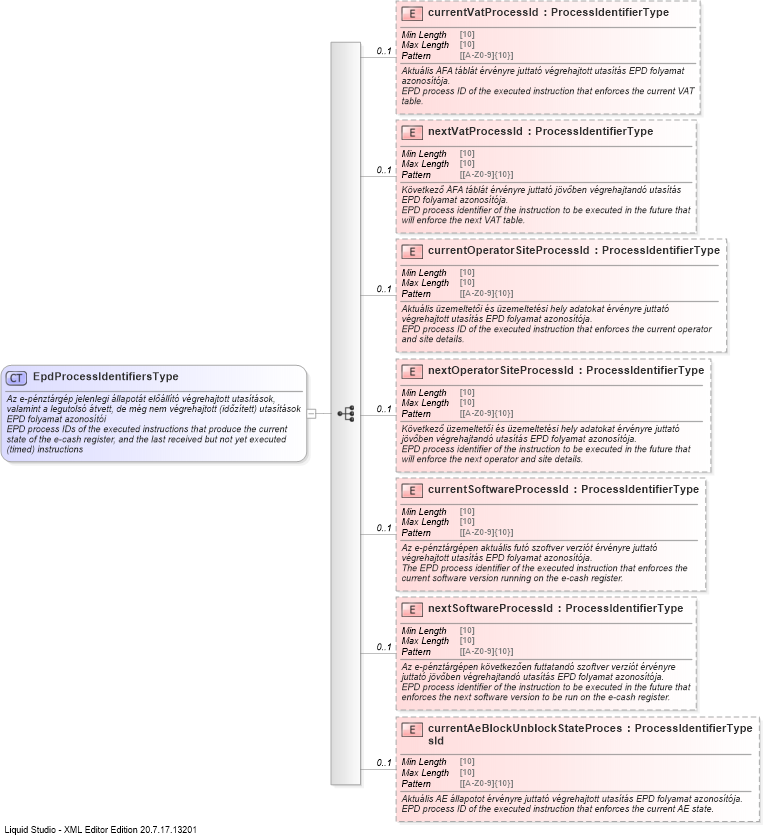 E currentVatProcessId : ProcessIdentifierType
Min Length [10]
Max Length [10]
Pattern [[A-Z0-9]{10}]
0..1
Aktuális ÁFA táblát érvényre juttató végrehajtott utasítás EPD folyamat
azonosítója.
EPD process ID of the executed instruction that enforces the current VAT
table.
E nextVatProcessId : ProcessIdentifierType
Min Length [10]
Max Length [10]
Pattern [[A-Z0-9]{10}]
0..1
Következő ÁFA táblát érvényre juttató jövőben végrehajtandó utasítás
EPD folyamat azonosítója.
EPD process identifier of the instruction to be executed in the future that
will enforce the next VAT table.
E currentOperatorSiteProcessId : ProcessIdentifierType
Min Length [10]
Max Length [10]
Pattern [[A-Z0-9]{10}]
0..1
Aktuális üzemeltetői és üzemeltetési hely adatokat érvényre juttató
végrehajtott utasítás EPD folyamat azonosítója.
EPD process ID of the executed instruction that enforces the current operator
and site details.
CT EpdProcessIdentifiersType
Az e-pénztárgép jelenlegi állapotát előállító végrehajtott utasítások,
valamint a legutolsó átvett, de még nem végrehajtott (időzített) utasítások
EPD folyamat azonosítói
EPD process IDs of the executed instructions that produce the current
state of the e-cash register, and the last received but not yet executed
(timed) instructions
E nextOperatorSiteProcessId : ProcessIdentifierType
Min Length [10]
Max Length [10]
Pattern [[A-Z0-9]{10}]
0..1
Következő üzemeltetői és üzemeltetési hely adatokat érvényre juttató
jövőben végrehajtandó utasítás EPD folyamat azonosítója.
EPD process identifier of the instruction to be executed in the future that
will enforce the next operator and site details.
E currentSoftwareProcessId : ProcessIdentifierType
Min Length [10]
Max Length [10]
Pattern [[A-Z0-9]{10}]
0..1
Az e-pénztárgépen aktuális futó szoftver verziót érvényre juttató
végrehajtott utasítás EPD folyamat azonosítója.
The EPD process identifier of the executed instruction that enforces the
current software version running on the e-cash register.
E nextSoftwareProcessId : ProcessIdentifierType
Min Length [10]
Max Length [10]
Pattern [[A-Z0-9]{10}]
0..1
Az e-pénztárgépen következően futtatandó szoftver verziót érvényre
juttató jövőben végrehajtandó utasítás EPD folyamat azonosítója.
EPD process identifier of the instruction to be executed in the future that
enforces the next software version to be run on the e-cash register.
E currentAeBlockUnblockStateProces : ProcessIdentifierType
sId
Min Length [10]
Max Length [10]
Pattern [[A-Z0-9]{10}]
0..1
Aktuális AE állapotot érvényre juttató végrehajtott utasítás EPD folyamat azonosítója.
EPD process ID of the executed instruction that enforces the current AE state.
Liquid Studio - XML Editor Edition 20.7.17.13201